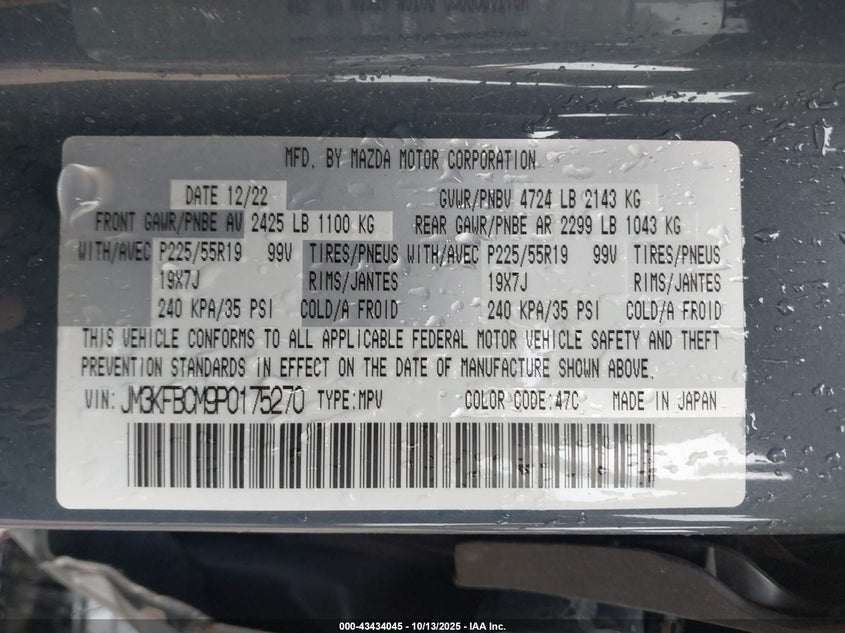 MFD. BY MAZDA MOTOR CORPORATION
DATE 12/22 GVWR/PNBV 4724 LB 2143 KG
FRONT GAWR/PNBE AV 2425 LB 1100 KG REAR GAWR/PNBE AR 2299 LB 1043 KG
WITH/AVEC P225/55R19 99V TIRES/PNEUS WITH/AVEC P225/55R19 99V TIRES/PNEUS
19X7J RIMS/JANTES 19X7J RIMS/JANTES
240 KPA/35 PSI COLD/A FROID 240 KPA/35 PSI COLD/A FROID
THIS VEHICLE CONFORMS TO ALL APPLICABLE FEDERAL MOTOR VEHICLE SAFETY AND THEFT
PREVENTION STANDARDS IN EFFECT ON THE DATE OF MANUFACTURE SHOWN ABOVE.
VIN: JM3KFBCM9P0175270 TYPE:MPV COLOR CODE:47C MADE IN JAPAN
000-43434045 - 10/13/2025 - IAA Inc.